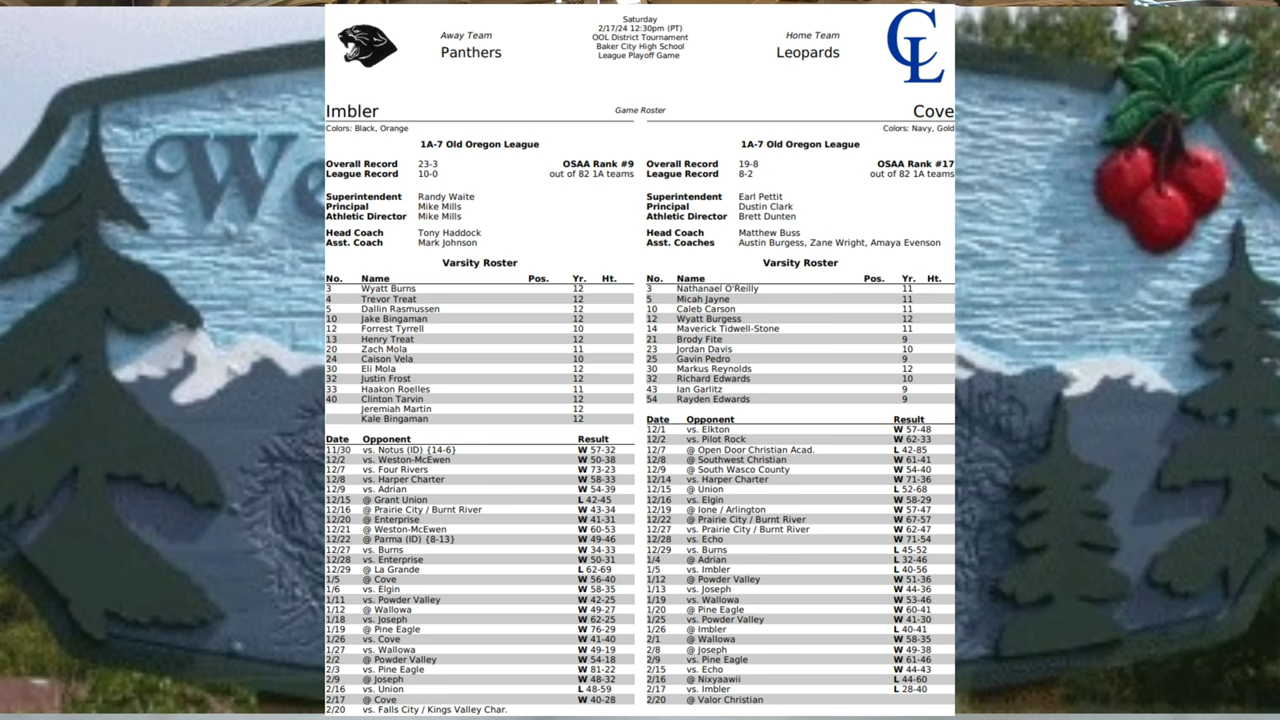 We
Saturday
2/17/24 12:30pm (PT)
OOL District Tournament
Baker City High School
League Playoff Game
Away Team
Panthers
Home Team
Leopards
CL
Imbler
Game Roster
Cove
Colors: Black, Orange
Colors: Navy, Gold
1A-7 Old Oregon League
Overall Record 23-3 OSAA Rank #9
League Record 10-0 out of 82 1A teams
Superintendent Randy Waite
Principal Mike Mills
Athletic Director Mike Mills
Head Coach Tony Haddock
Asst. Coach Mark Johnson
Varsity Roster
No. Name Pos. Yr. Ht.
3 Wyatt Burns 12
4 Trevor Treat 12
5 Dallin Rasmussen 12
10 Jake Bingaman 12
12 Forrest Tyrrell 10
13 Henry Treat 12
20 Zach Mola 11
24 Caison Vela 10
30 Eli Mola 12
32 Justin Frost 12
33 Haakon Roelles 11
40 Clinton Tarvin 12
Jeremiah Martin 12
Kale Bingaman 12
Date Opponent Result
11/30 vs. Notus (ID) {14-6} W 57-32
12/2 vs. Weston-McEwen W 50-38
12/7 vs. Four Rivers W 73-23
12/8 vs. Harper Charter W 58-33
12/9 vs. Adrian W 54-39
12/15 @ Grant Union L 42-45
12/16 @ Prairie City / Burnt River W 43-34
12/20 @ Enterprise W 41-31
12/21 @ Weston-McEwen W 60-53
12/22 @ Parma (ID) {8-13} W 49-46
12/27 vs. Burns W 34-33
12/28 vs. Enterprise W 50-31
12/29 @ La Grande L 62-69
1/5 @ Cove W 56-40
1/6 vs. Elgin W 58-35
1/11 vs. Powder Valley W 42-25
1/12 @ Wallowa W 49-27
1/18 vs. Joseph W 62-25
1/19 @ Pine Eagle W 76-29
1/26 vs. Cove W 41-40
1/27 vs. Wallowa W 49-19
2/2 @ Powder Valley W 54-18
2/3 vs. Pine Eagle W 81-22
2/9 @ Joseph W 48-32
2/16 vs. Union L 48-59
2/17 @ Cove W 40-28
2/20 vs. Falls City / Kings Valley Char.
1A-7 Old Oregon League
Overall Record 19-8 OSAA Rank #17
League Record 8-2 out of 82 1A teams
Superintendent Earl Pettit
Principal Dustin Clark
Athletic Director Brett Dunten
Head Coach Matthew Buss
Asst. Coaches Austin Burgess, Zane Wright, Amaya Evenson
Varsity Roster
No. Name Pos. Yr. Ht.
3 Nathanael O'Reilly 11
5 Micah Jayne 11
10 Caleb Carson 11
12 Wyatt Burgess 12
14 Maverick Tidwell-Stone 11
21 Brody Fite 9
23 Jordan Davis 10
25 Gavin Pedro 9
30 Markus Reynolds 12
32 Richard Edwards 10
43 Ian Garlitz 9
54 Rayden Edwards 9
Date Opponent Result
12/1 vs. Elkton W 57-48
12/2 vs. Pilot Rock W 62-33
12/7 @ Open Door Christian Acad. L 42-85
12/8 @ Southwest Christian W 61-41
12/9 @ South Wasco County W 54-40
12/14 vs. Harper Charter W 71-36
12/15 @ Union L 52-68
12/16 vs. Elgin W 58-29
12/19 @ Ione / Arlington W 57-47
12/22 @ Prairie City / Burnt River W 67-57
12/27 vs. Prairie City / Burnt River W 62-47
12/28 vs. Echo W 71-54
12/29 vs. Burns L 45-52
1/4 @ Adrian L 32-46
1/5 vs. Imbler L 40-56
1/12 @ Powder Valley W 51-36
1/13 vs. Joseph W 44-36
1/19 vs. Wallowa W 53-46
1/20 @ Pine Eagle W 60-41
1/25 vs. Powder Valley W 41-30
1/26 @ Imbler L 40-41
2/1 @ Wallowa W 58-35
2/8 @ Joseph W 49-38
2/9 vs. Pine Eagle W 61-46
2/15 vs. Echo W 44-43
2/16 @ Nixyaawii L 44-60
2/17 vs. Imbler L 28-40
2/20 @ Valor Christian